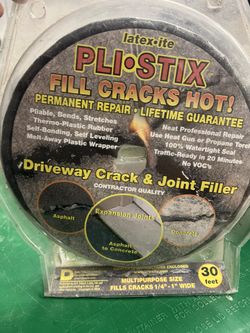 latex•ite
PLI•STIX
FILL CRACKS HOT!
PERMANENT REPAIR • LIFETIME GUARANTEE
Pliable, Bends, Stretches
Thermo-Plastic Rubber
Self-Bonding, Self Leveling
Melt-Away Plastic Wrapper
Neat Professional Repair
Use Heat Gun or Propane Torch
100% Watertight Seal
Traffic-Ready in 20 Minutes
No VOC's
Driveway Crack & Joint Filler
CONTRACTOR QUALITY
Asphalt
Expansion Joints
Concrete
Asphalt
to Concrete
MULTIPURPOSE SIZE
FILLS CRACKS 1/4" - 1" WIDE
30
feet